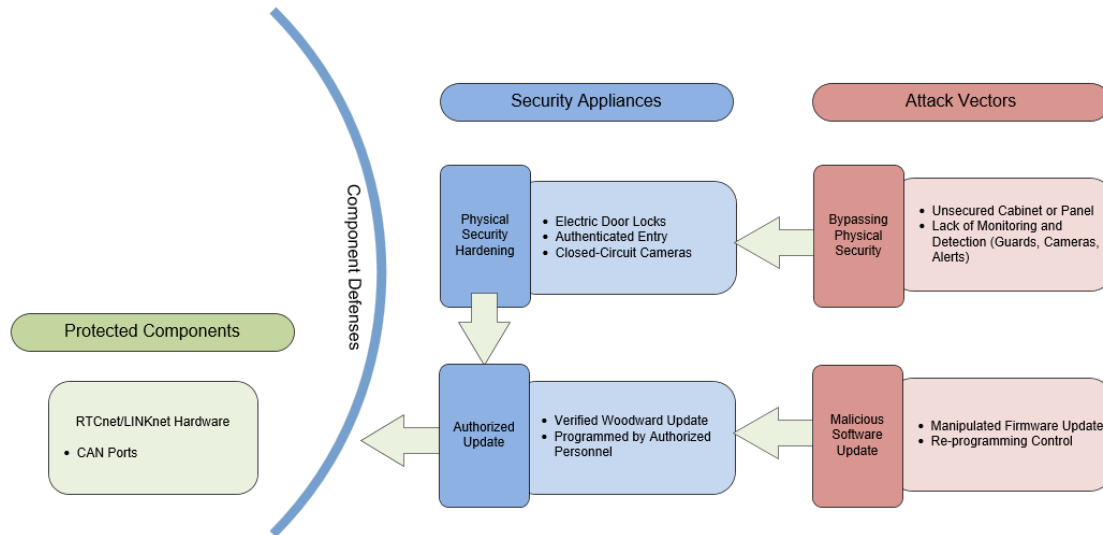 Security Appliances
Attack Vectors
Component Defenses
Physical
Security
Hardening
• Electric Door Locks
• Authenticated Entry
• Closed-Circuit Cameras
Bypassing
Physical
Security
• Unsecured Cabinet or Panel
• Lack of Monitoring and
Detection (Guards, Cameras,
Alerts)
Protected Components
RTCnet/LINKnet Hardware
• CAN Ports
Authorized
Update
• Verified Woodward Update
• Programmed by Authorized
Personnel
Malicious
Software
Update
• Manipulated Firmware Update
• Re-programming Control